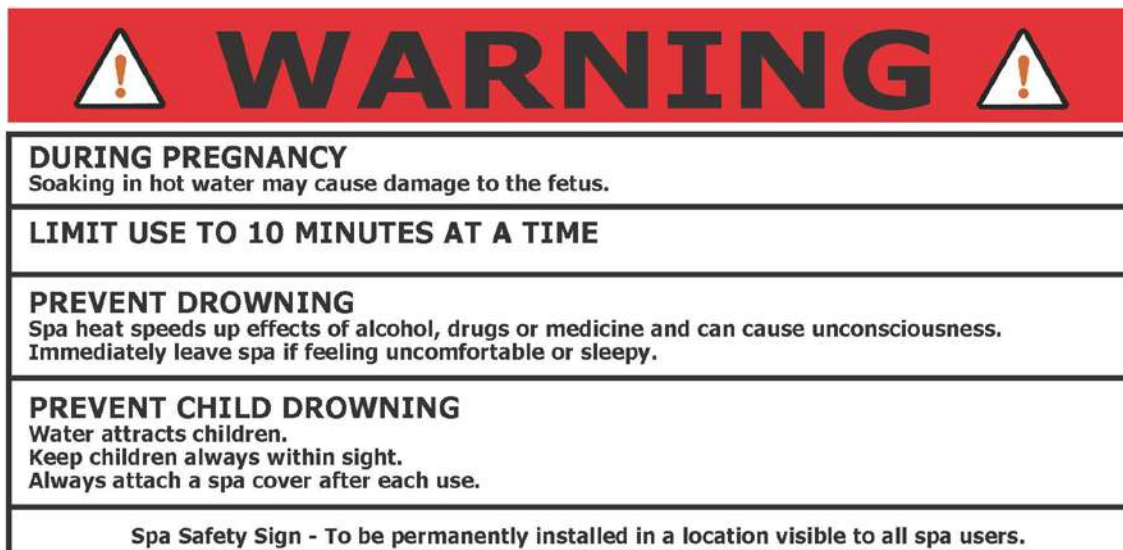 WARNING
DURING PREGNANCY
Soaking in hot water may cause damage to the fetus.
LIMIT USE TO 10 MINUTES AT A TIME
PREVENT DROWNING
Spa heat speeds up effects of alcohol, drugs or medicine and can cause unconsciousness.
Immediately leave spa if feeling uncomfortable or sleepy.
PREVENT CHILD DROWNING
Water attracts children.
Keep children always within sight.
Always attach a spa cover after each use.
Spa Safety Sign - To be permanently installed in a location visible to all spa users.